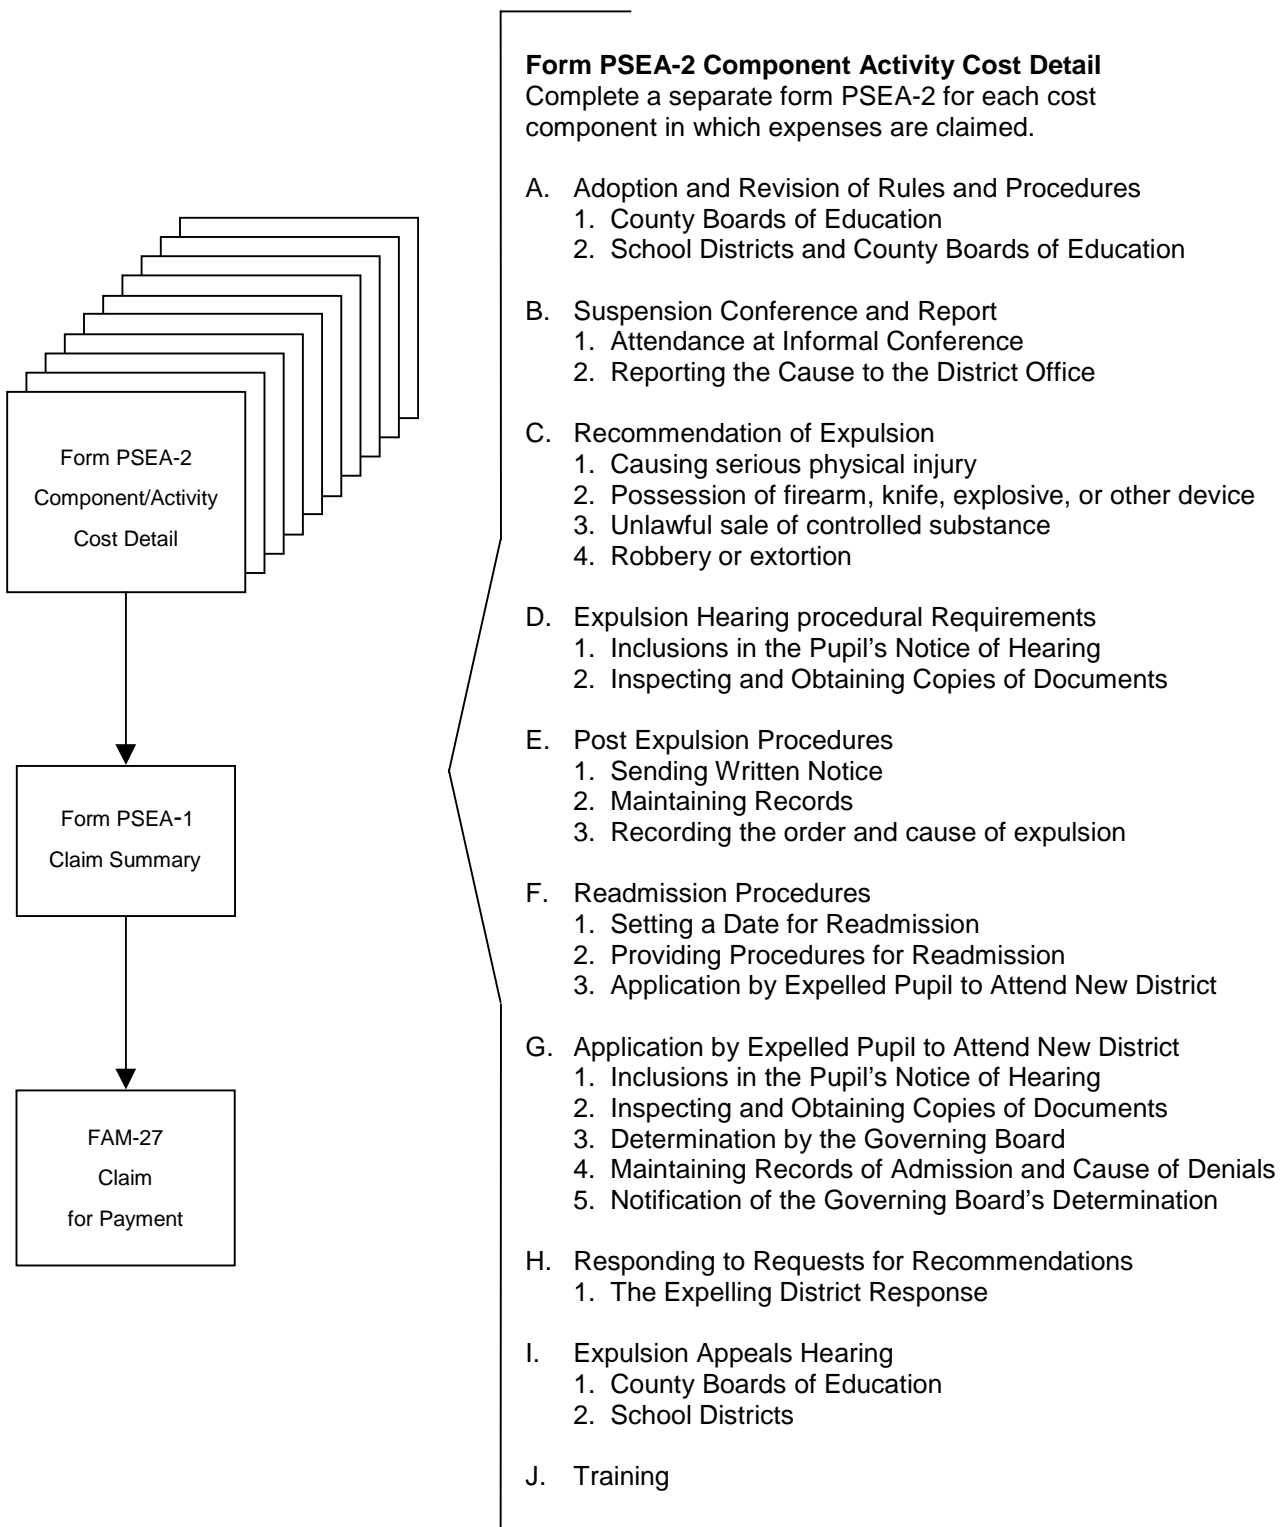 Form PSEA-2 Component Activity Cost Detail
Complete a separate form PSEA-2 for each cost
component in which expenses are claimed.
A. Adoption and Revision of Rules and Procedures
1. County Boards of Education
2. School Districts and County Boards of Education
B. Suspension Conference and Report
1. Attendance at Informal Conference
2. Reporting the Cause to the District Office
C. Recommendation of Expulsion
1. Causing serious physical injury
2. Possession of firearm, knife, explosive, or other device
3. Unlawful sale of controlled substance
4. Robbery or extortion
D. Expulsion Hearing procedural Requirements
1. Inclusions in the Pupil’s Notice of Hearing
2. Inspecting and Obtaining Copies of Documents
E. Post Expulsion Procedures
1. Sending Written Notice
2. Maintaining Records
3. Recording the order and cause of expulsion
F. Readmission Procedures
1. Setting a Date for Readmission
2. Providing Procedures for Readmission
3. Application by Expelled Pupil to Attend New District
G. Application by Expelled Pupil to Attend New District
1. Inclusions in the Pupil’s Notice of Hearing
2. Inspecting and Obtaining Copies of Documents
3. Determination by the Governing Board
4. Maintaining Records of Admission and Cause of Denials
5. Notification of the Governing Board’s Determination
H. Responding to Requests for Recommendations
1. The Expelling District Response
I. Expulsion Appeals Hearing
1. County Boards of Education
2. School Districts
J. Training
Form PSEA-2
Component/Activity
Cost Detail
Form PSEA-1
Claim Summary
FAM-27
Claim
for Payment